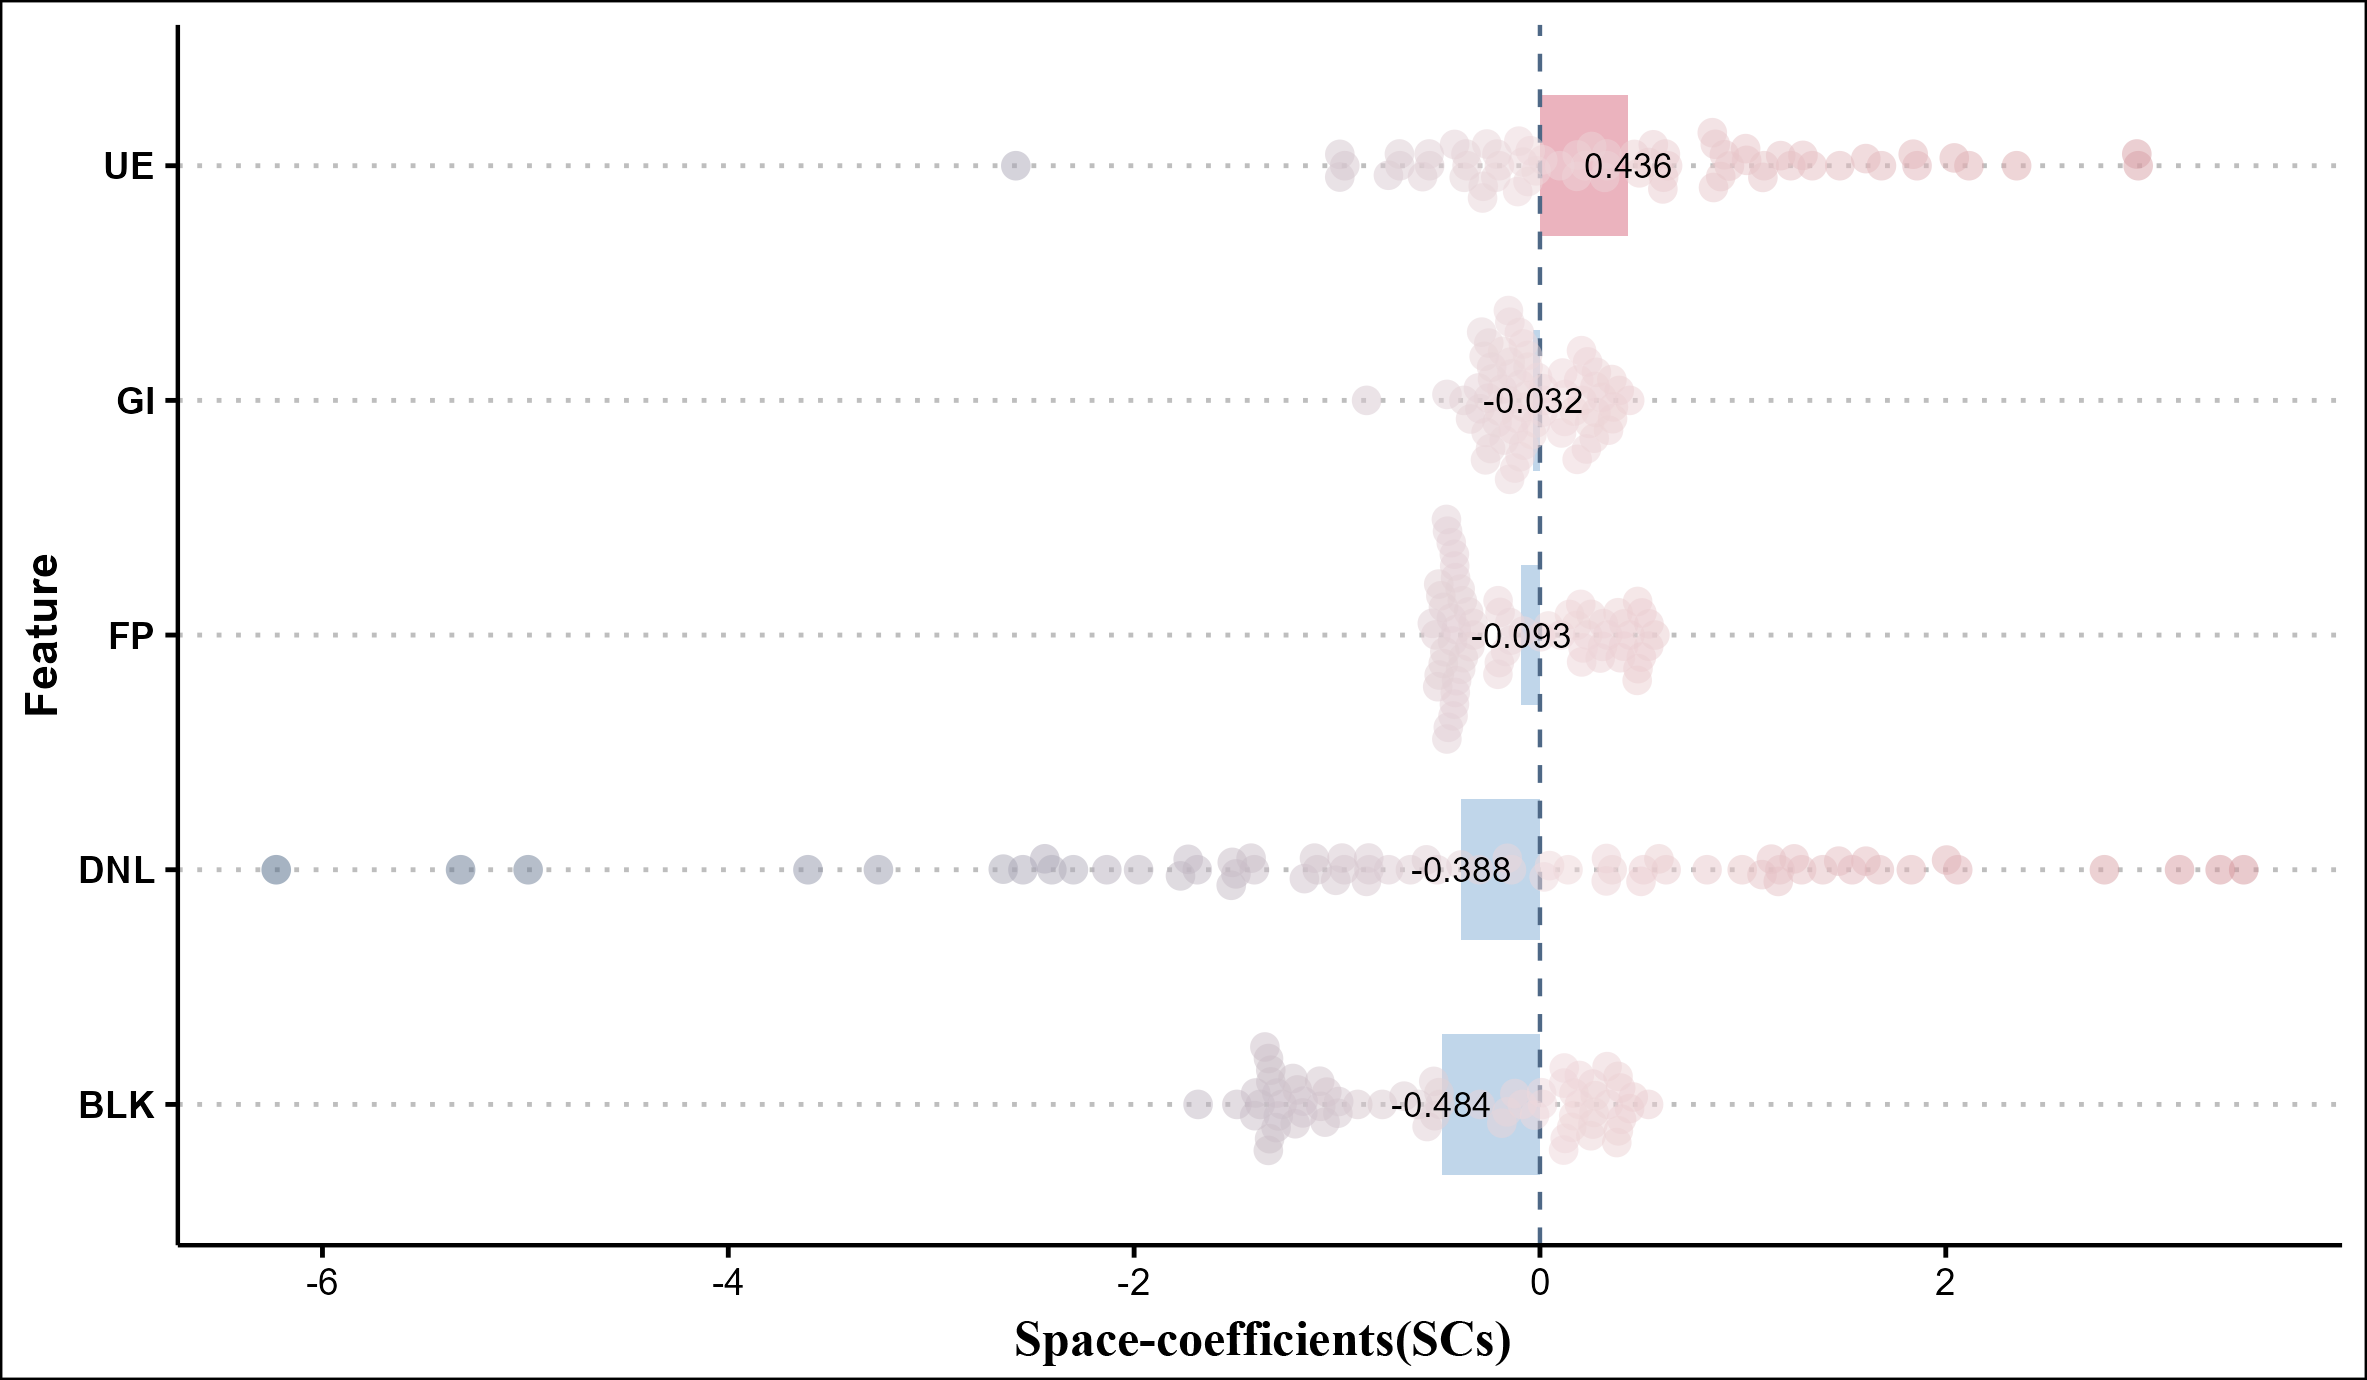 Feature
UE
0.436
GI
-0.032
FP
-0.093
DNL
-0.388
BLK
-0.484
-6
-4
-2
0
2
Space-coefficients(SCs)